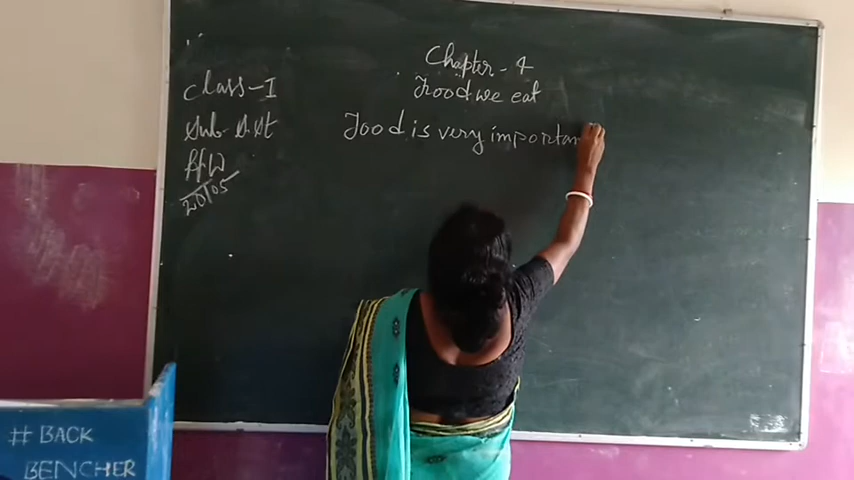 Chapter - 4
Food we eat
Class - I
Sub - S.St
20/05
Food is very importan
# BACK
BENCHER